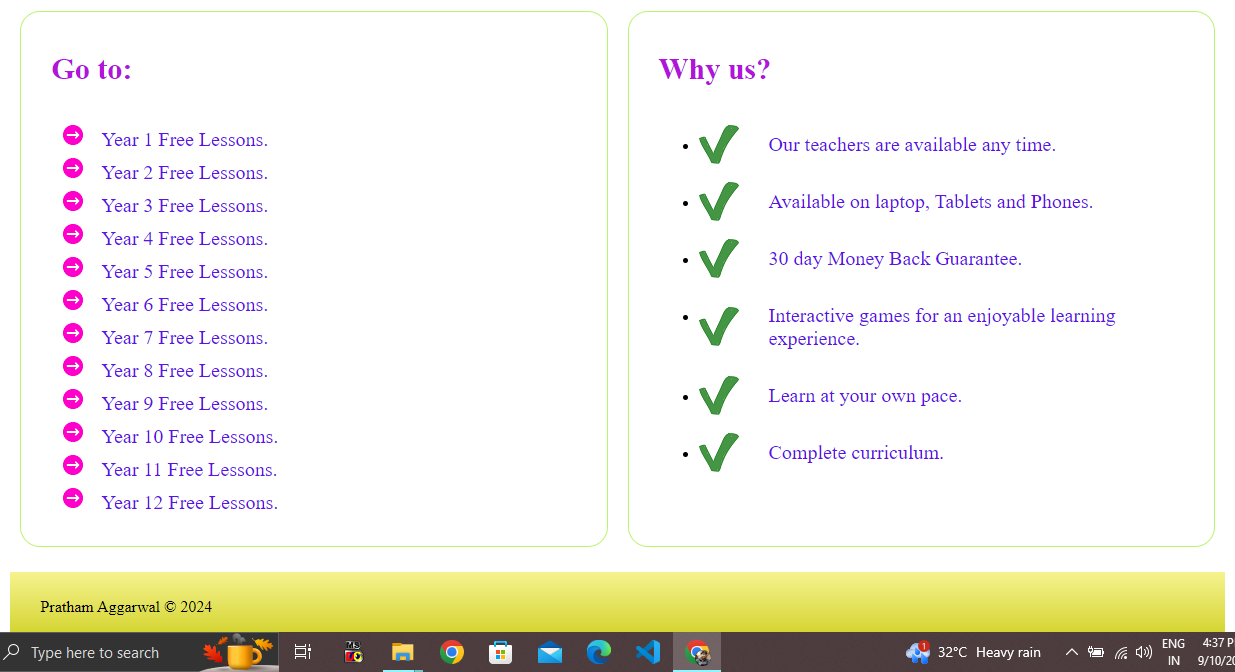 Go to:
Year 1 Free Lessons.
Year 2 Free Lessons.
Year 3 Free Lessons.
Year 4 Free Lessons.
Year 5 Free Lessons.
Year 6 Free Lessons.
Year 7 Free Lessons.
Year 8 Free Lessons.
Year 9 Free Lessons.
Year 10 Free Lessons.
Year 11 Free Lessons.
Year 12 Free Lessons.
Why us?
Our teachers are available any time.
Available on laptop, Tablets and Phones.
30 day Money Back Guarantee.
Interactive games for an enjoyable learning
experience.
Learn at your own pace.
Complete curriculum.
Pratham Aggarwal © 2024
Type here to search
1
32°C Heavy rain
ENG
IN
4:37 P
9/10/20